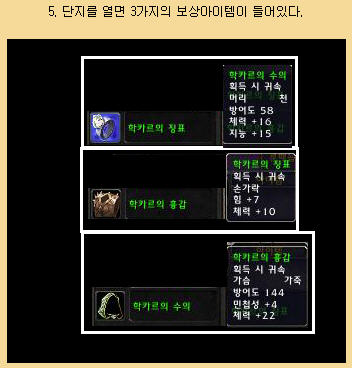 5. 단지를 열면 3가지의 보상아이템이 들어있다.
학카르의 징표
학카르의 수의
획득 시 귀속
머리 천
방어도 58
체력 +16
지능 +15
학카르의 흉갑
학카르의 징표
획득 시 귀속
손가락
힘 +7
체력 +10
학카르의 수의
학카르의 흉갑
획득 시 귀속
가슴 가죽
방어도 144
민첩성 +4
체력 +22